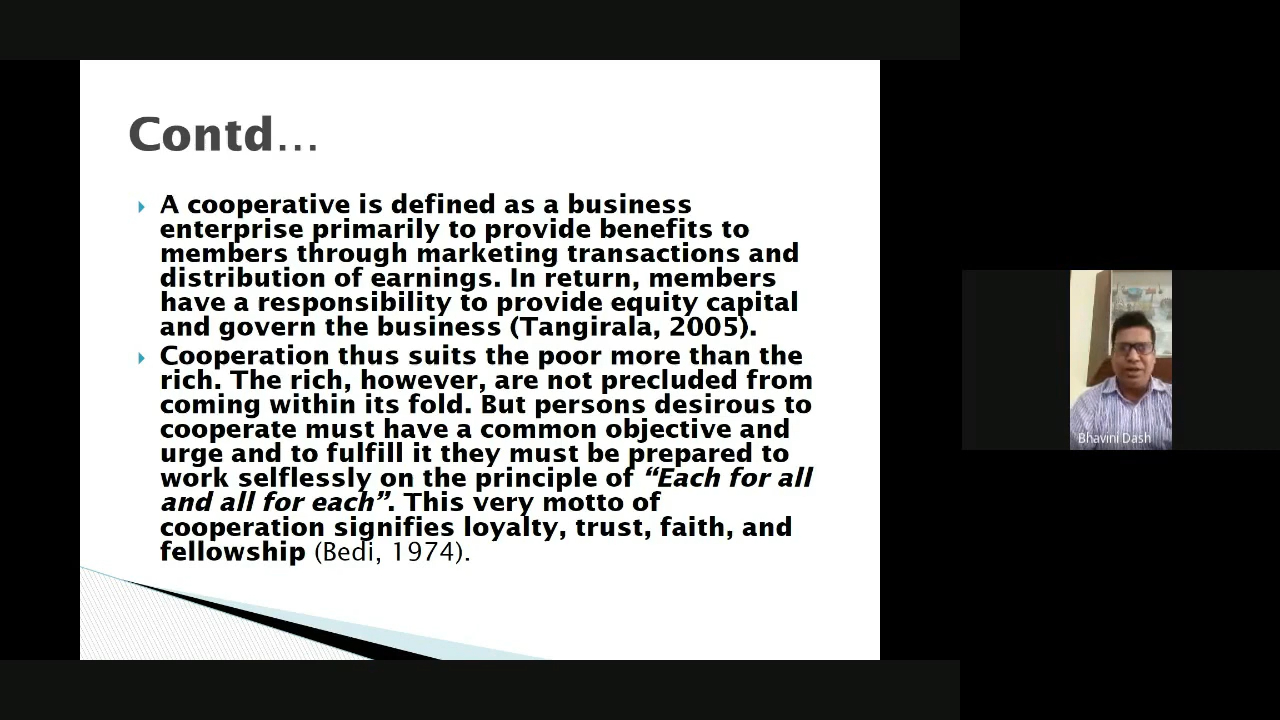 Contd...
A cooperative is defined as a business
enterprise primarily to provide benefits to
members through marketing transactions and
distribution of earnings. In return, members
have a responsibility to provide equity capital
and govern the business (Tangirala, 2005).
Cooperation thus suits the poor more than the
rich. The rich, however, are not precluded from
coming within its fold. But persons desirous to
cooperate must have a common objective and
urge and to fulfill it they must be prepared to
work selflessly on the principle of “Each for all
and all for each”. This very motto of
cooperation signifies loyalty, trust, faith, and
fellowship (Bedi, 1974).
Bhavini Dash